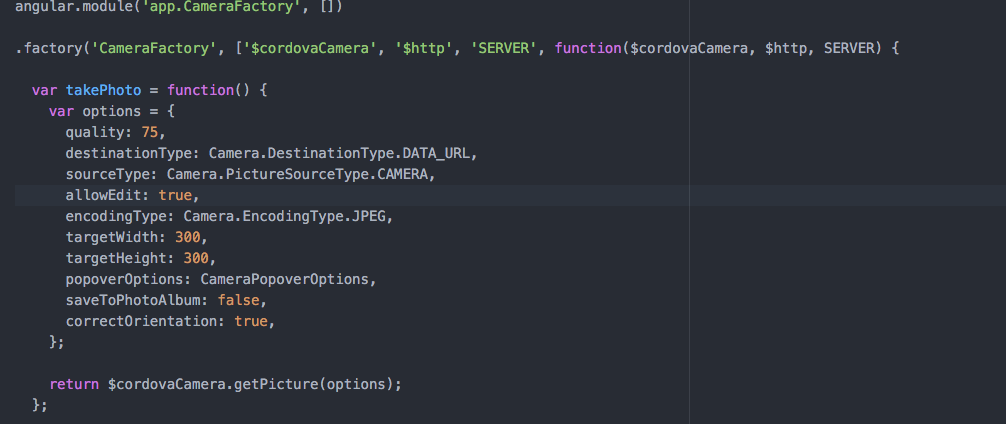 angular.module('app.CameraFactory', [])
.factory('CameraFactory', ['$cordovaCamera', '$http', 'SERVER', function($cordovaCamera, $http, SERVER) {
var takePhoto = function() {
var options = {
quality: 75,
destinationType: Camera.DestinationType.DATA_URL,
sourceType: Camera.PictureSourceType.CAMERA,
allowEdit: true,
encodingType: Camera.EncodingType.JPEG,
targetWidth: 300,
targetHeight: 300,
popoverOptions: CameraPopoverOptions,
saveToPhotoAlbum: false,
correctOrientation: true,
};
return $cordovaCamera.getPicture(options);
};